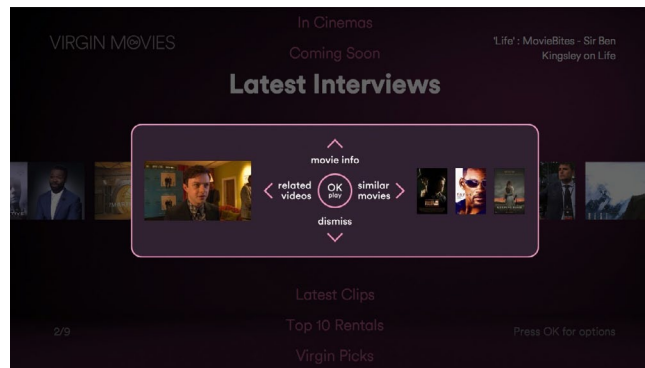 In Cinemas
VIRGIN MOVIES
'Life' : MovieBites - Sir Ben
Kingsley on Life
Coming Soon
Latest Interviews
movie info
related
videos
OK
play
similar
movies
dismiss
Latest Clips
2/9
Top 10 Rentals
Press OK for options
Virgin Picks